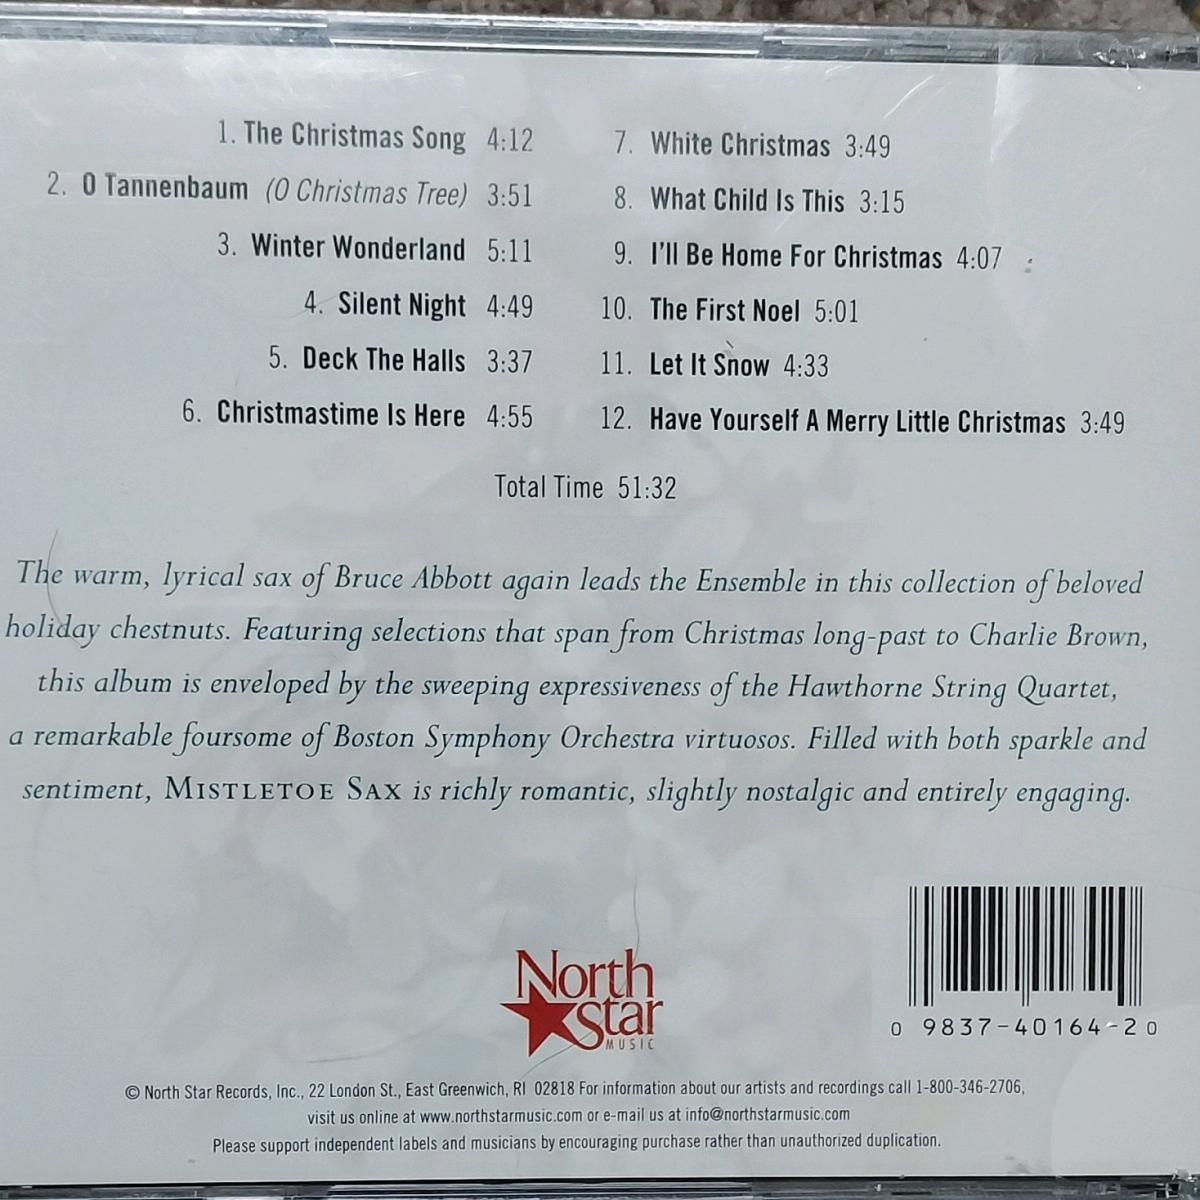 1. The Christmas Song 4:12
2. O Tannenbaum (O Christmas Tree) 3:51
3. Winter Wonderland 5:11
4. Silent Night 4:49
5. Deck The Halls 3:37
6. Christmastime Is Here 4:55
7. White Christmas 3:49
8. What Child Is This 3:15
9. I'll Be Home For Christmas 4:07
10. The First Noel 5:01
11. Let It Snow 4:33
12. Have Yourself A Merry Little Christmas 3:49
Total Time 51:32
The warm, lyrical sax of Bruce Abbott again leads the Ensemble in this collection of beloved
holiday chestnuts. Featuring selections that span from Christmas long-past to Charlie Brown,
this album is enveloped by the sweeping expressiveness of the Hawthorne String Quartet,
a remarkable foursome of Boston Symphony Orchestra virtuosos. Filled with both sparkle and
sentiment, MISTLETOE SAX is richly romantic, slightly nostalgic and entirely engaging.
North
Star
MUSIC
0 9837-40164-2 0
© North Star Records, Inc., 22 London St., East Greenwich, RI 02818 For information about our artists and recordings call 1-800-346-2706,
visit us online at www.northstarmusic.com or e-mail us at info@northstarmusic.com
Please support independent labels and musicians by encouraging purchase rather than unauthorized duplication.